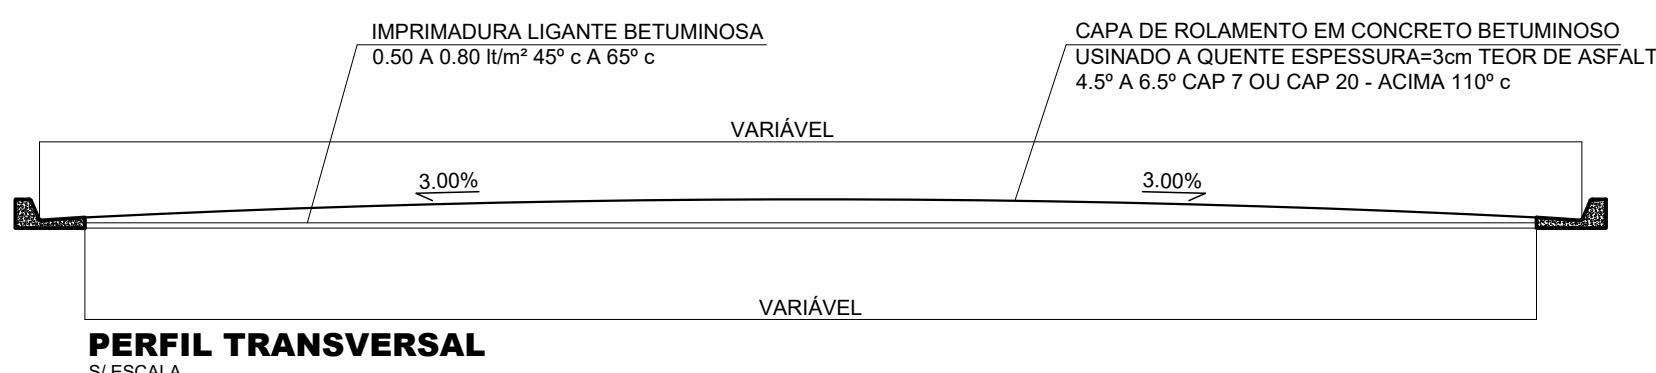 IMPRIMADURA LIGANTE BETUMINOSA
0.50 A 0.80 lt/m² 45º c A 65º c
CAPA DE ROLAMENTO EM CONCRETO BETUMINOSO
USINADO A QUENTE ESPESSURA=3cm TEOR DE ASFALT
4.5º A 6.5º CAP 7 OU CAP 20 - ACIMA 110º c
VARIÁVEL
3.00%
3.00%
VARIÁVEL
PERFIL TRANSVERSAL
S/ ESCALA